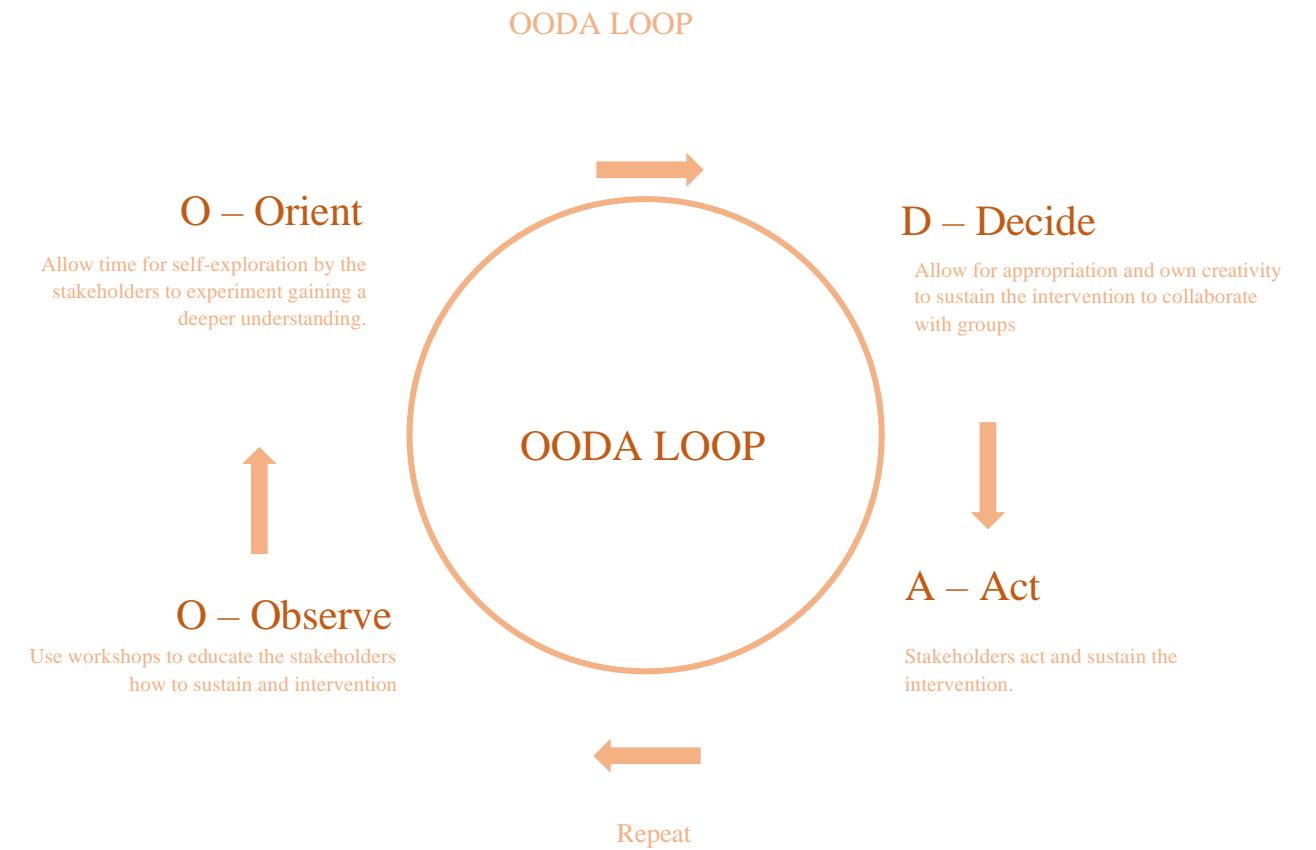 OODA LOOP
O – Orient
Allow time for self-exploration by the
stakeholders to experiment gaining a
deeper understanding.
D – Decide
Allow for appropriation and own creativity
to sustain the intervention to collaborate
with groups
OODA LOOP
O – Observe
Use workshops to educate the stakeholders
how to sustain and intervention
A – Act
Stakeholders act and sustain the
intervention.
Repeat